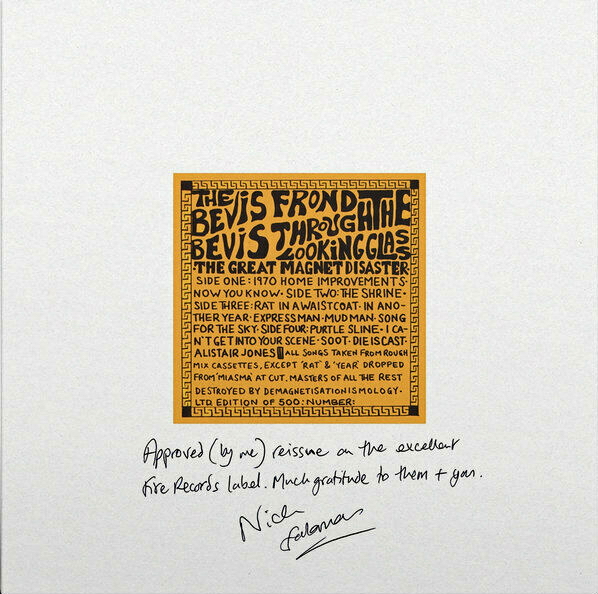 THE BEVIS FROND THE
BEVIS THROUGH THE
LOOKING GLASS
THE GREAT MAGNET DISASTER·
SIDE ONE: 1970 HOME IMPROVEMENTS·
NOW YOU KNOW· SIDE TWO: THE SHRINE·
SIDE THREE: RAT IN A WAISTCOAT· IN ANO-
THER YEAR· EXPRESS MAN· MUD MAN· SONG
FOR THE SKY· SIDE FOUR: PURTLE SLINE· I CA-
N'T GET INTO YOUR SCENE· SOOT· DIE IS CAST·
ALISTAIR JONES ALL SONGS TAKEN FROM ROUGH
MIX CASSETTES, EXCEPT 'RAT' & 'YEAR' DROPPED
FROM 'MIASMA' AT CUT. MASTERS OF ALL THE REST
DESTROYED BY DEMAGNETISATIONISMOLOGY·
LTD EDITION OF 500: NUMBER:
Approved (by me) reissue on the excellent
Fire Records label. Much gratitude to them + you.
Nick
Saloman